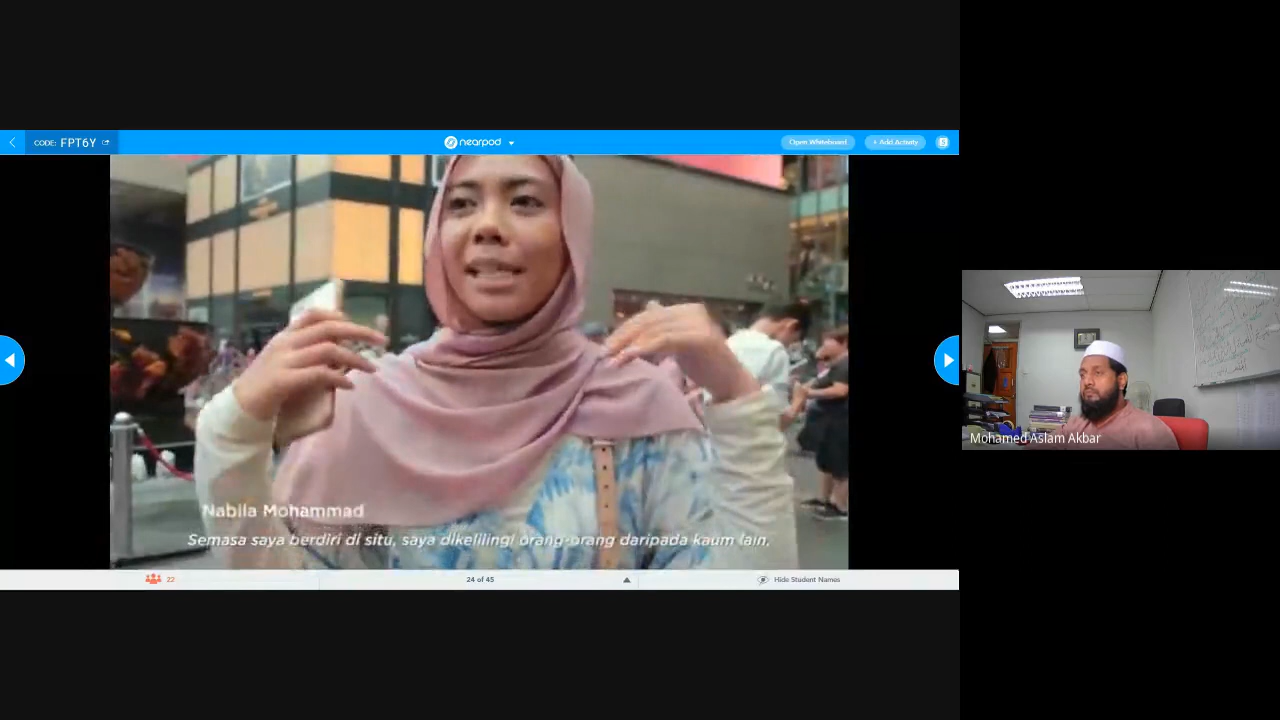 CODE: FPT6Y
nearpod
Open Whiteboard
+ Add Activity
Nabila Mohammad
Semasa saya berdiri di situ, saya dikelilingi orang-orang daripada kaum lain,
22
24 of 45
Hide Student Names
Mohamed Aslam Akbar